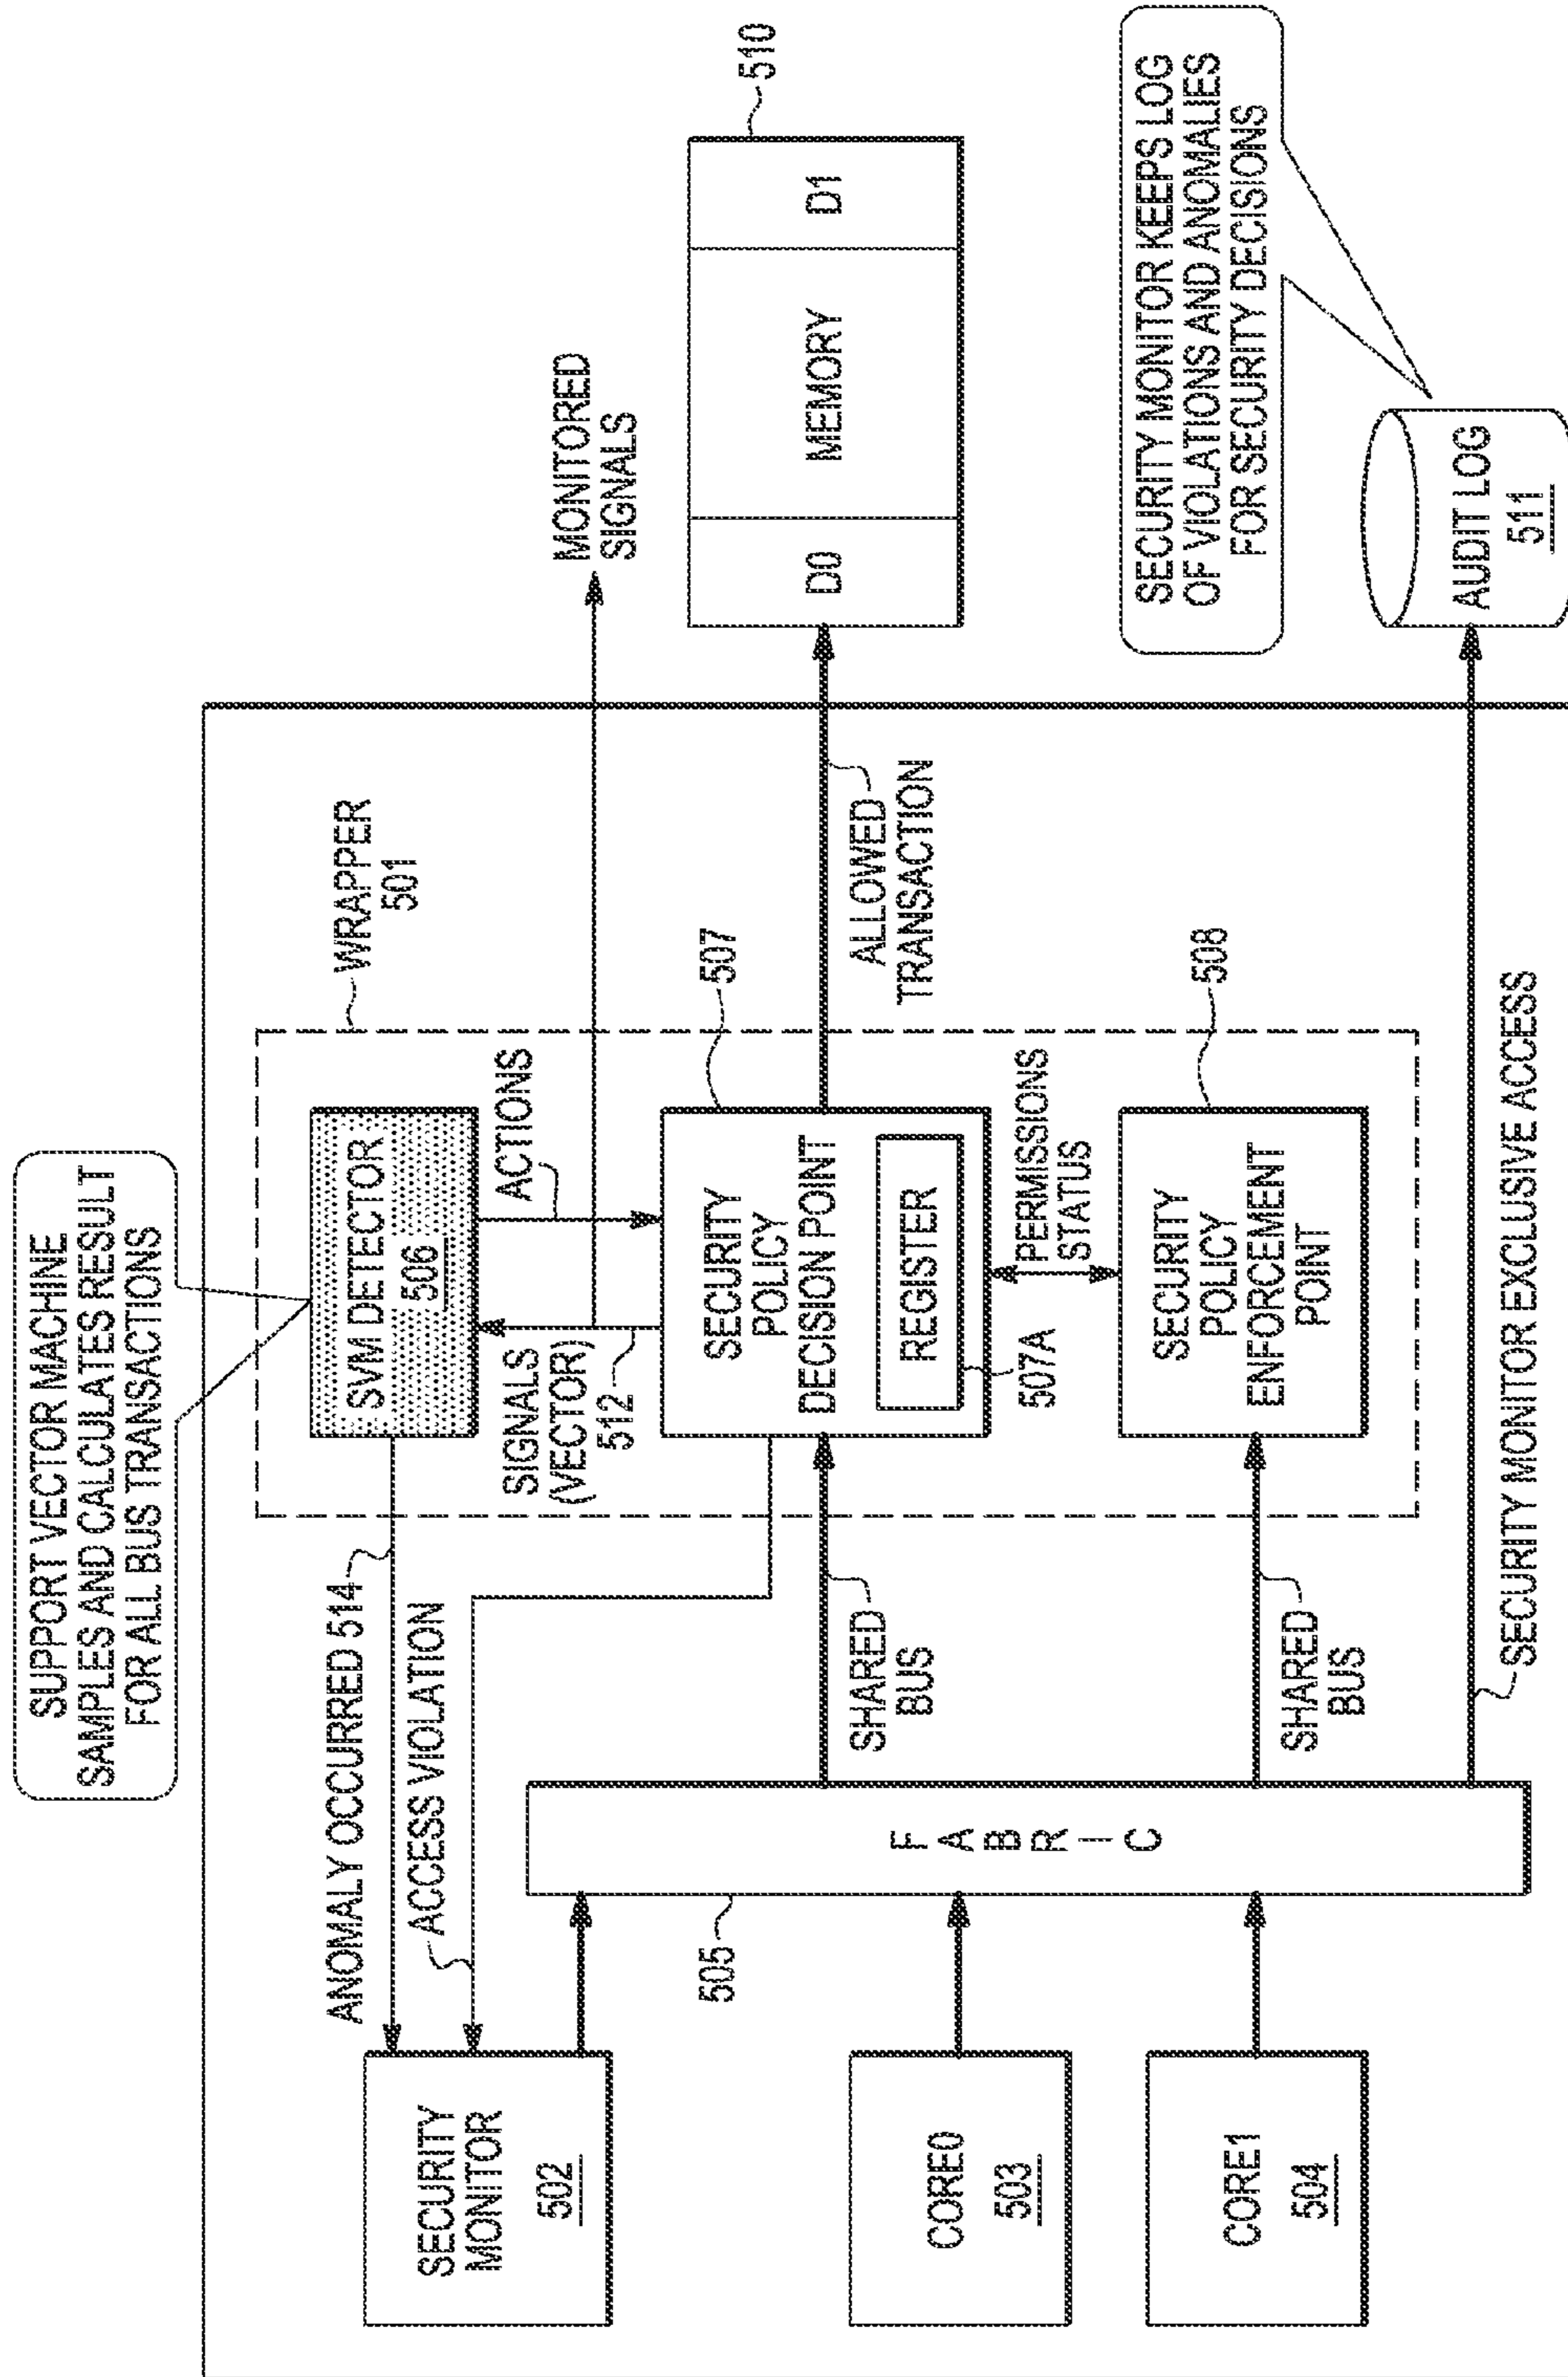 SUPPORT VECTOR MACHINE
SAMPLES AND CALCULATES RESULT
FOR ALL BUS TRANSACTIONS
WRAPPER
501
ANOMALY OCCURRED 514
ACCESS VIOLATION
SVM DETECTOR
506
SIGNALS
(VECTOR)
512
ACTIONS
MONITORED
SIGNALS
SECURITY
MONITOR
502
505
FABRIC
SHARED
BUS
507
SECURITY
POLICY
DECISION POINT
REGISTER
507A
ALLOWED
TRANSACTION
510
D0
MEMORY
D1
PERMISSIONS
STATUS
CORE0
503
CORE1
504
SHARED
BUS
508
SECURITY
POLICY
ENFORCEMENT
POINT
SECURITY MONITOR EXCLUSIVE ACCESS
SECURITY MONITOR KEEPS LOG
OF VIOLATIONS AND ANOMALIES
FOR SECURITY DECISIONS
AUDIT LOG
511